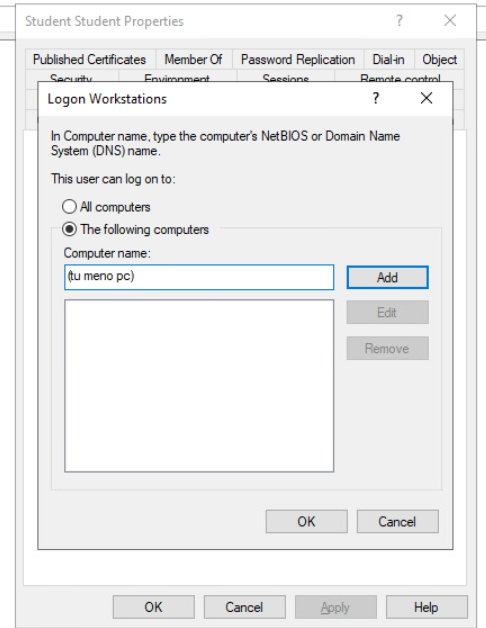 Student Student Properties
? ×
Published Certificates Member Of Password Replication Dial-in Object
Security Environment Sessions Remote control
Logon Workstations
? ×
In Computer name, type the computer's NetBIOS or Domain Name
System (DNS) name.
This user can log on to:
All computers
The following computers
Computer name:
(tu meno pc)
Add
Edit
Remove
OK Cancel
OK Cancel Apply Help